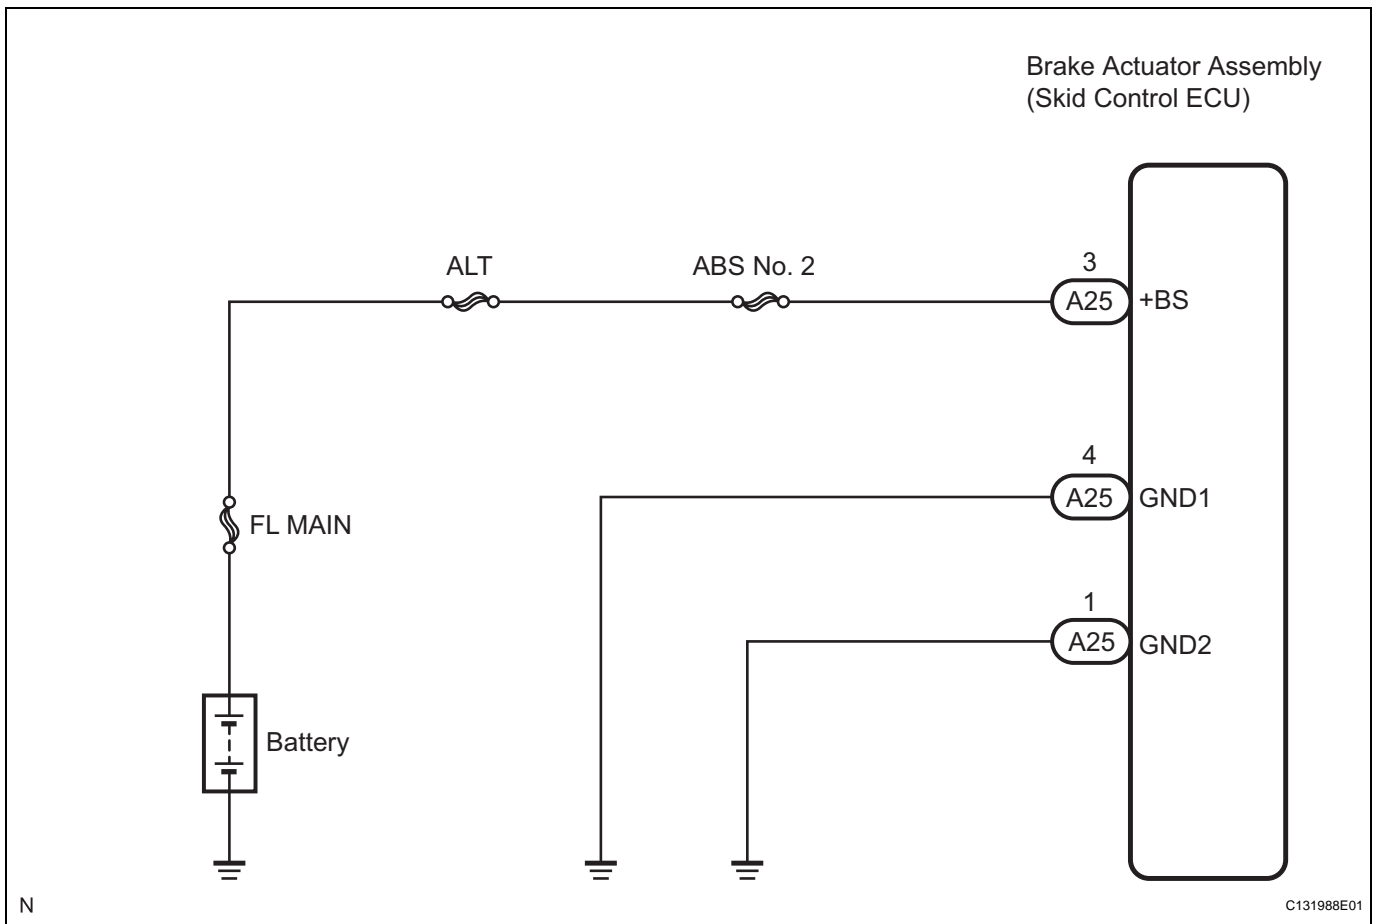 Brake Actuator Assembly
(Skid Control ECU)
ALT
ABS No. 2
3
A25
+BS
FL MAIN
4
A25
GND1
1
A25
GND2
Battery
N
C131988E01